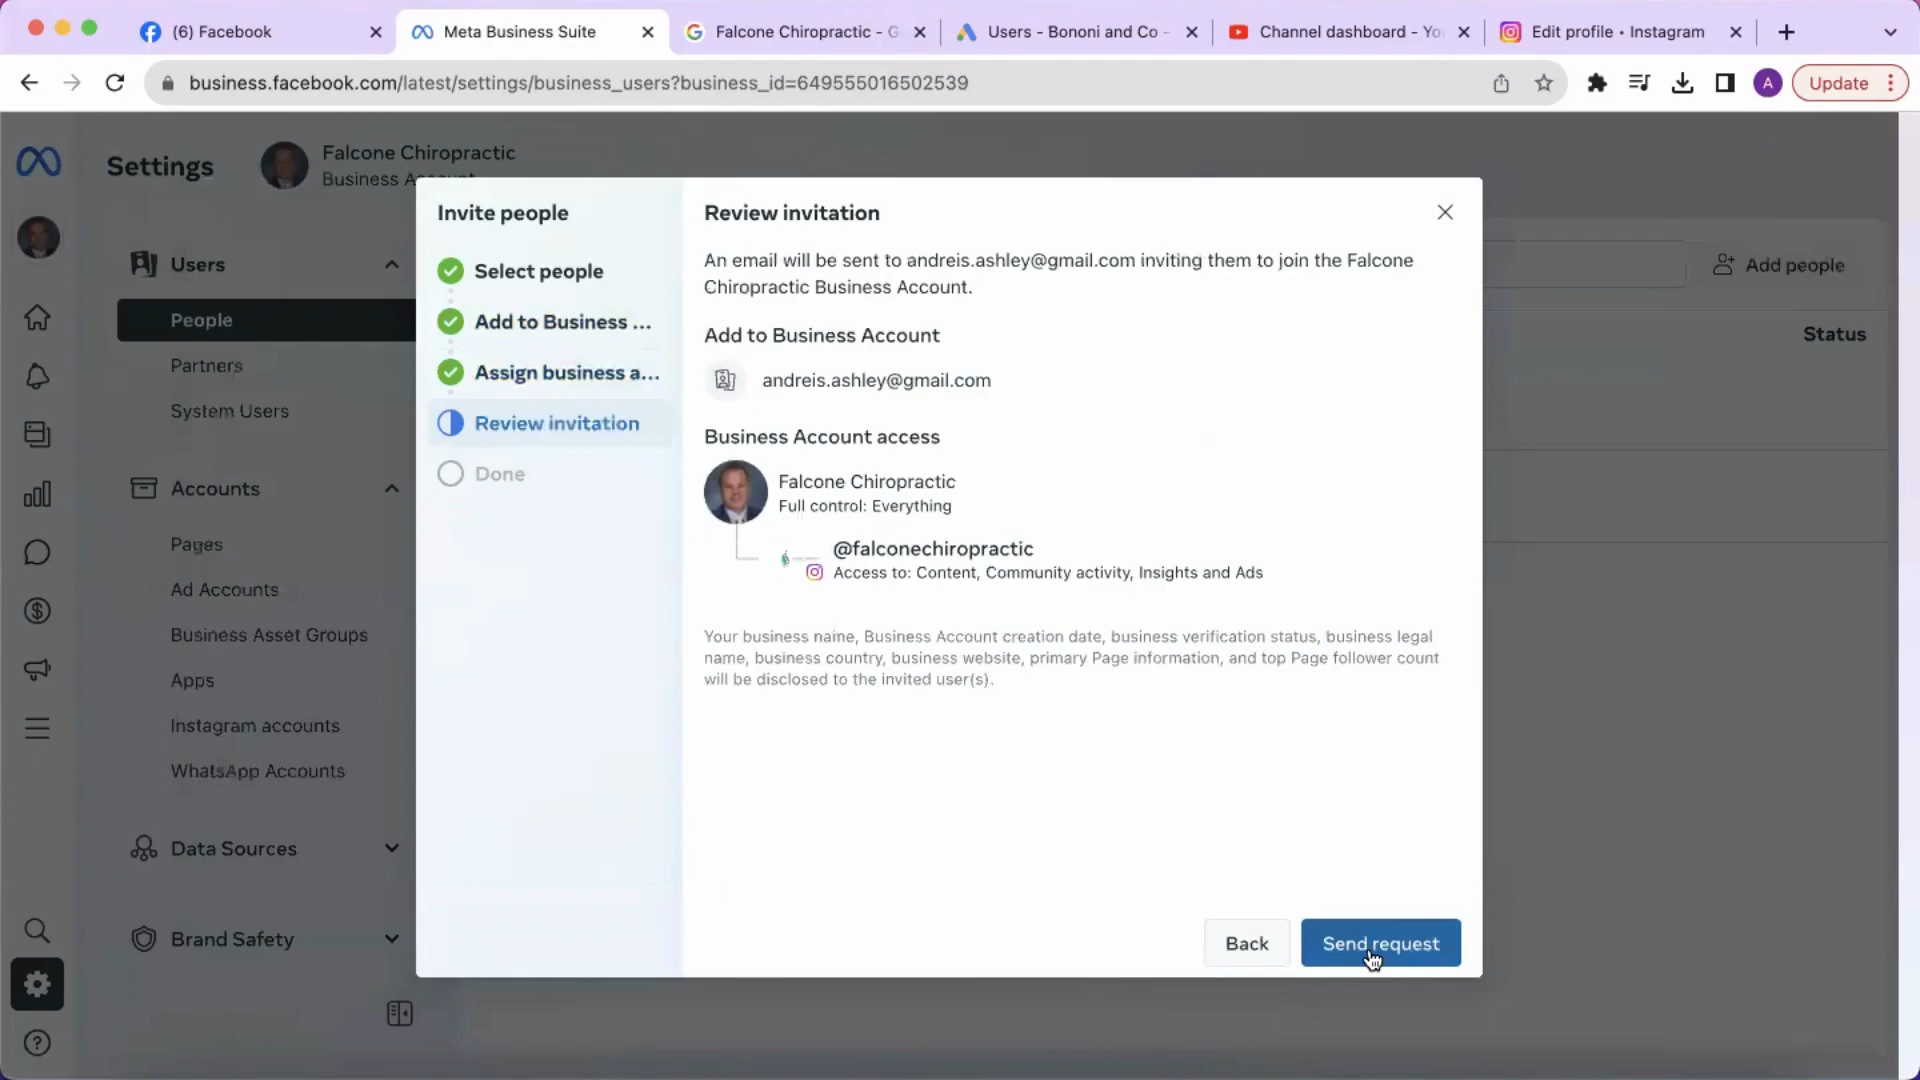 (6) Facebook
Meta Business Suite
Falcone Chiropractic - G
Users - Bononi and Co -
Channel dashboard - Yo
Edit profile • Instagram
business.facebook.com/latest/settings/business_users?business_id=649555016502539
A
Update
Settings
Falcone Chiropractic
Business
Users
People
Partners
System Users
Accounts
Pages
Ad Accounts
Business Asset Groups
Apps
Instagram accounts
WhatsApp Accounts
Data Sources
Brand Safety
Invite people
Select people
Add to Business ...
Assign business a...
Review invitation
Done
Review invitation
An email will be sent to andreis.ashley@gmail.com inviting them to join the Falcone
Chiropractic Business Account.
Add to Business Account
andreis.ashley@gmail.com
Business Account access
Falcone Chiropractic
Full control: Everything
@falconechiropractic
Access to: Content, Community activity, Insights and Ads
Your business name, Business Account creation date, business verification status, business legal
name, business country, business website, primary Page information, and top Page follower count
will be disclosed to the invited user(s).
Back
Send request
Add people
Status